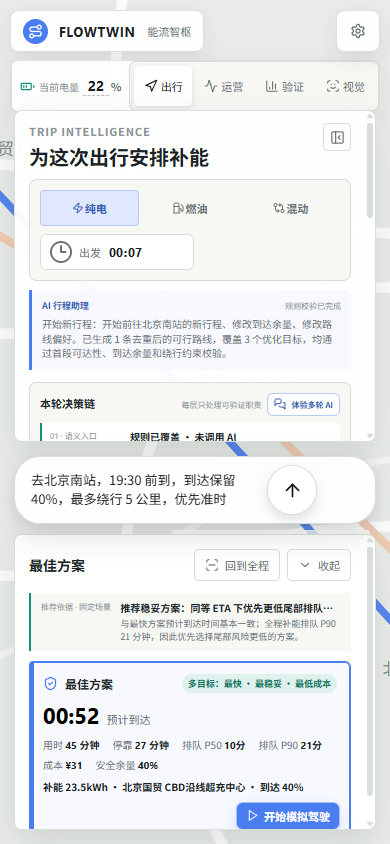 FLOWTWIN 能流智枢
当前电量 22 %
出行
运营
验证
视觉
贸
TRIP INTELLIGENCE
为这次出行安排补能
纯电
燃油
混动
出发 00:07
AI 行程助理 规则校验已完成
开始新行程：开始前往北京南站的新行程、修改到达余量、修改路
线偏好。已生成 1 条去重后的可行路线，覆盖 3 个优化目标，均通
过首段可达性、到达余量和绕行约束校验。
本轮决策链 每层只处理可验证职责 体验多轮 AI
01 · 语义入口 规则已覆盖 · 未调用 AI
去北京南站，19:30 前到，到达保留
40%，最多绕行 5 公里，优先准时
最佳方案 回到全程 收起
推荐依据 · 固定场景 推荐稳妥方案：同等 ETA 下优先更低尾部排队…
与最快方案预计到达时间基本一致；全程补能排队 P90
21 分钟，因此优先选择尾部风险更低的方案。
最佳方案 多目标：最快 · 最稳妥 · 最低成本
00:52 预计到达
用时 45 分钟 停靠 27 分钟 排队 P50 10分 排队 P90 21分
成本 ¥31 安全余量 40%
补能 23.5kWh · 北京国贸 CBD沿线超充中心 · 到达 40%
开始模拟驾驶